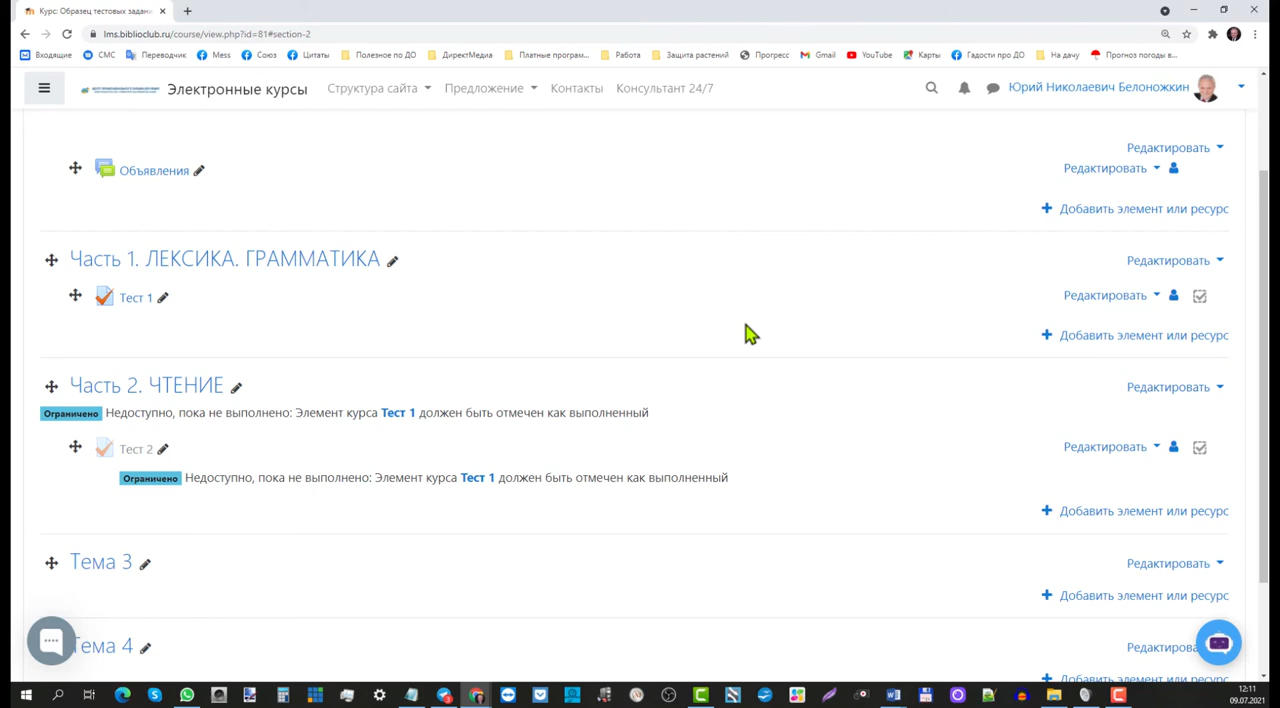 Курс: Образец тестовых задани
lms.biblioclub.ru/course/view.php?id=81#section-2
Входящие СМС Переводчик Mess Союз Цитаты Полезное по ДО ДиректМедиа Платные програм... Работа Защита растений Прогресс Gmail YouTube Карты Гадости про ДО На дачу Прогноз погоды в...
Электронные курсы Структура сайта Предложение Контакты Консультант 24/7 Юрий Николаевич Белоножкин
Редактировать
Объявления Редактировать
Добавить элемент или ресурс
Часть 1. ЛЕКСИКА. ГРАММАТИКА Редактировать
Тест 1 Редактировать
Добавить элемент или ресурс
Часть 2. ЧТЕНИЕ Редактировать
Ограничено Недоступно, пока не выполнено: Элемент курса Тест 1 должен быть отмечен как выполненный
Тест 2 Редактировать
Ограничено Недоступно, пока не выполнено: Элемент курса Тест 1 должен быть отмечен как выполненный
Добавить элемент или ресурс
Тема 3 Редактировать
Добавить элемент или ресурс
Тема 4 Редактирова
Добавить элемент или ресурс
12:11
09.07.2021